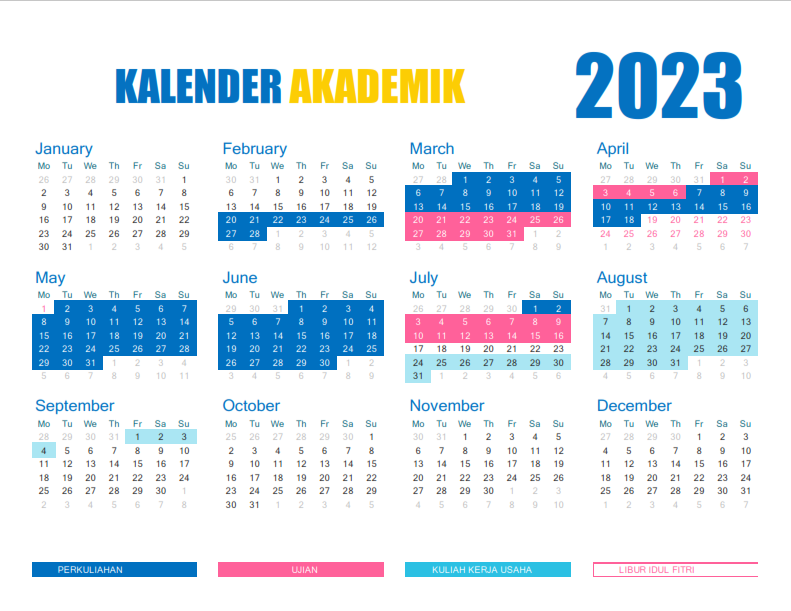 KALENDER AKADEMIK
2023
January
Mo Tu We Th Fr Sa Su
26 27 28 29 30 31 1
2 3 4 5 6 7 8
9 10 11 12 13 14 15
16 17 18 19 20 21 22
23 24 25 26 27 28 29
30 31 1 2 3 4 5
February
Mo Tu We Th Fr Sa Su
30 31 1 2 3 4 5
6 7 8 9 10 11 12
13 14 15 16 17 18 19
20 21 22 23 24 25 26
27 28 1 2 3 4 5
6 7 8 9 10 11 12
March
Mo Tu We Th Fr Sa Su
27 28 1 2 3 4 5
6 7 8 9 10 11 12
13 14 15 16 17 18 19
20 21 22 23 24 25 26
27 28 29 30 31 1 2
3 4 5 6 7 8 9
April
Mo Tu We Th Fr Sa Su
27 28 29 30 31 1 2
3 4 5 6 7 8 9
10 11 12 13 14 15 16
17 18 19 20 21 22 23
24 25 26 27 28 29 30
1 2 3 4 5 6 7
May
Mo Tu We Th Fr Sa Su
1 2 3 4 5 6 7
8 9 10 11 12 13 14
15 16 17 18 19 20 21
22 23 24 25 26 27 28
29 30 31 1 2 3 4
5 6 7 8 9 10 11
June
Mo Tu We Th Fr Sa Su
29 30 31 1 2 3 4
5 6 7 8 9 10 11
12 13 14 15 16 17 18
19 20 21 22 23 24 25
26 27 28 29 30 1 2
3 4 5 6 7 8 9
July
Mo Tu We Th Fr Sa Su
26 27 28 29 30 1 2
3 4 5 6 7 8 9
10 11 12 13 14 15 16
17 18 19 20 21 22 23
24 25 26 27 28 29 30
31 1 2 3 4 5 6
August
Mo Tu We Th Fr Sa Su
31 1 2 3 4 5 6
7 8 9 10 11 12 13
14 15 16 17 18 19 20
21 22 23 24 25 26 27
28 29 30 31 1 2 3
4 5 6 7 8 9 10
September
Mo Tu We Th Fr Sa Su
28 29 30 31 1 2 3
4 5 6 7 8 9 10
11 12 13 14 15 16 17
18 19 20 21 22 23 24
25 26 27 28 29 30 1
2 3 4 5 6 7 8
October
Mo Tu We Th Fr Sa Su
25 26 27 28 29 30 1
2 3 4 5 6 7 8
9 10 11 12 13 14 15
16 17 18 19 20 21 22
23 24 25 26 27 28 29
30 31 1 2 3 4 5
November
Mo Tu We Th Fr Sa Su
30 31 1 2 3 4 5
6 7 8 9 10 11 12
13 14 15 16 17 18 19
20 21 22 23 24 25 26
27 28 29 30 1 2 3
4 5 6 7 8 9 10
December
Mo Tu We Th Fr Sa Su
27 28 29 30 1 2 3
4 5 6 7 8 9 10
11 12 13 14 15 16 17
18 19 20 21 22 23 24
25 26 27 28 29 30 31
1 2 3 4 5 6 7
PERKULIAHAN
UJIAN
KULIAH KERJA USAHA
LIBUR IDUL FITRI